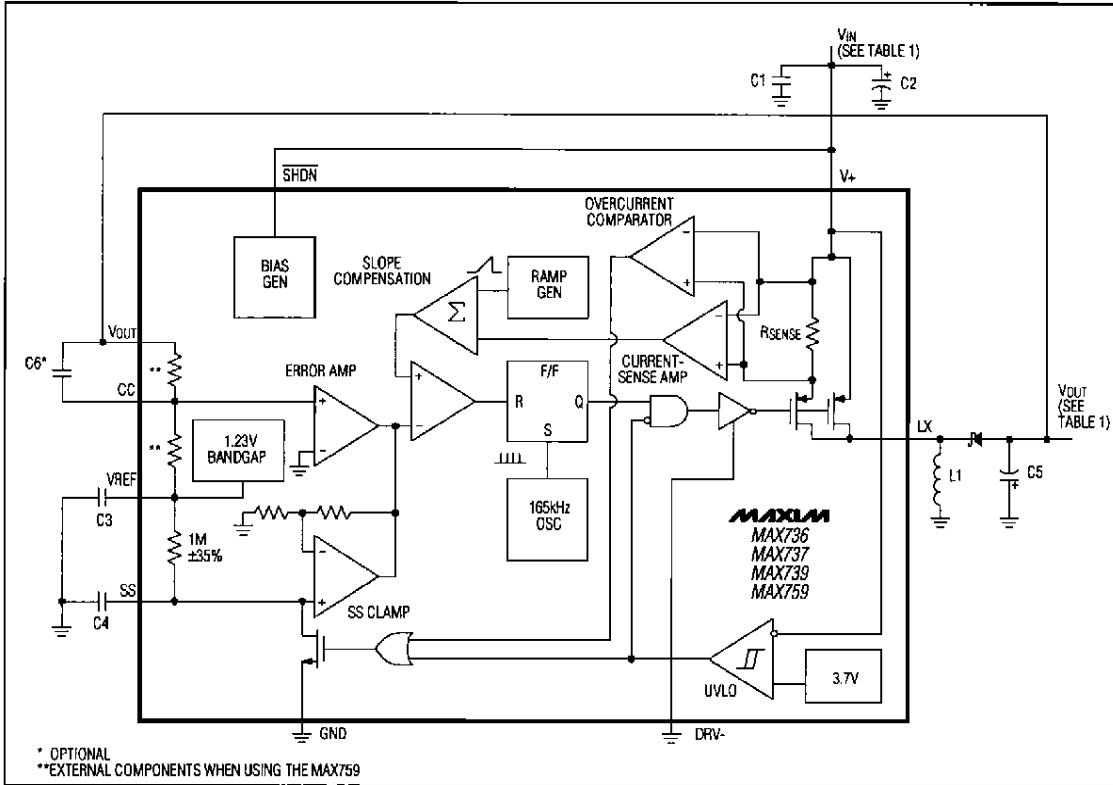 VIN
(SEE TABLE 1)
C1
C2
SHDN
V+
OVERCURRENT
COMPARATOR
BIAS
GEN
SLOPE
COMPENSATION
RAMP
GEN
Σ
RSENSE
VOUT
C6*
**
CC
ERROR AMP
CURRENT-
SENSE AMP
F/F
R
Q
S
+
-
VOUT
(SEE
TABLE 1)
LX
**
1.23V
BANDGAP
VREF
C3
L1
C5
165kHz
OSC
1M
±35%
MAXIM
MAX736
MAX737
MAX739
MAX759
SS
C4
SS CLAMP
UVLO
3.7V
GND
DRV-
* OPTIONAL
**EXTERNAL COMPONENTS WHEN USING THE MAX759